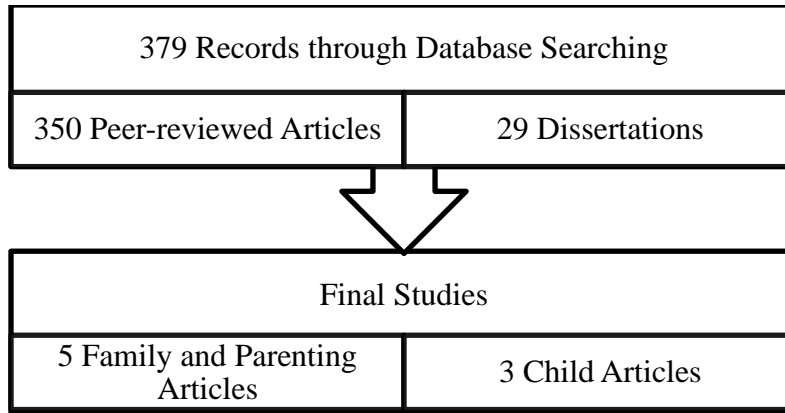 379 Records through Database Searching
350 Peer-reviewed Articles
29 Dissertations
Final Studies
5 Family and Parenting
Articles
3 Child Articles